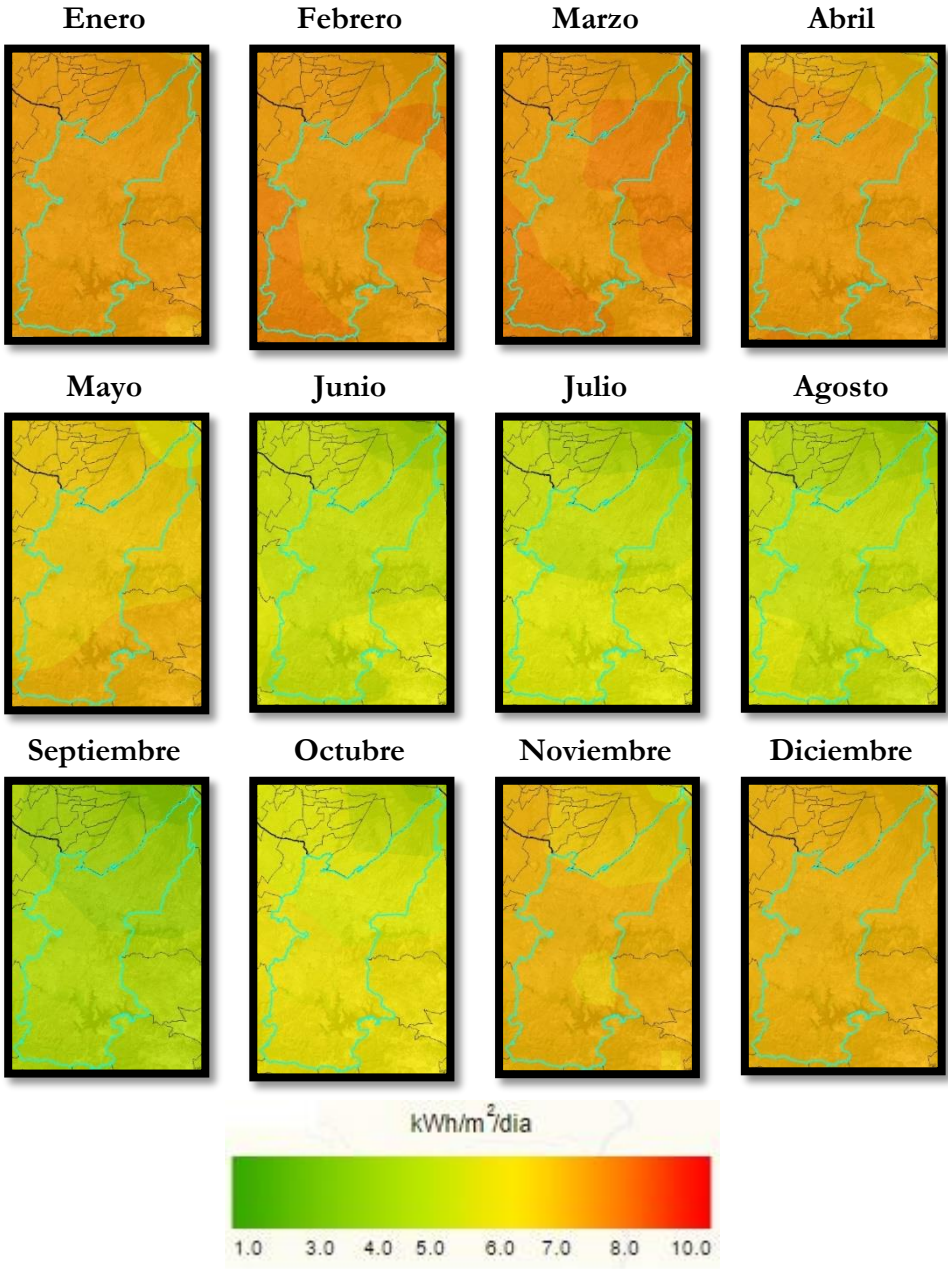 Enero Febrero Marzo Abril
Mayo Junio Julio Agosto
Septiembre Octubre Noviembre Diciembre
kWh/m²/dia
1.0 3.0 4.0 5.0 6.0 7.0 8.0 10.0